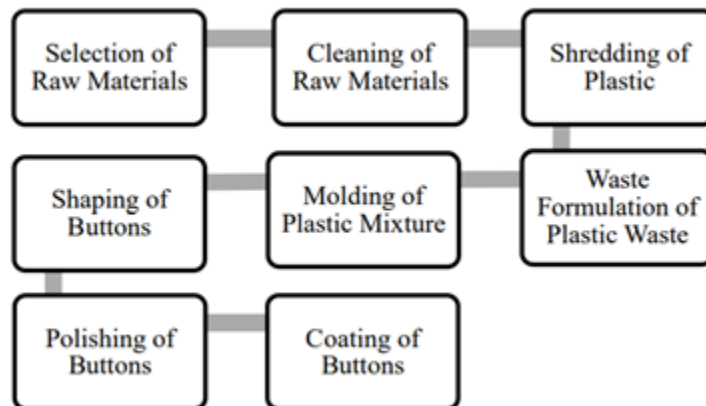 Selection of
Raw Materials
Cleaning of
Raw Materials
Shredding of
Plastic
Waste
Formulation of
Plastic Waste
Molding of
Plastic Mixture
Shaping of
Buttons
Polishing of
Buttons
Coating of
Buttons